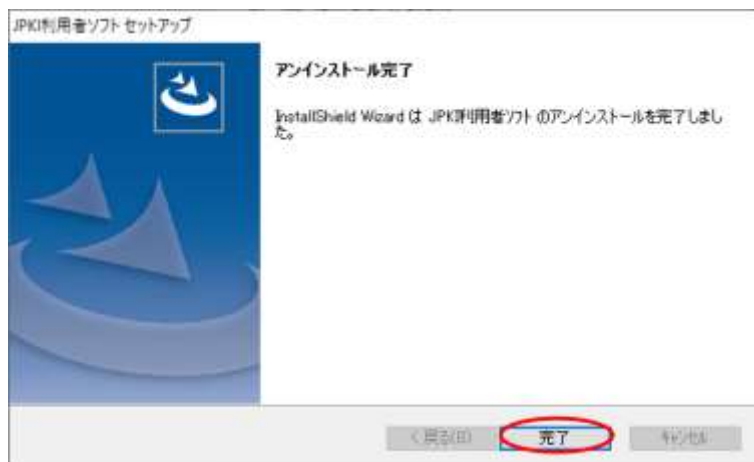 JPKI利用者ソフト セットアップ
アンインストール完了
InstallShield Wizard は JPKI利用者ソフト のアンインストールを完了しまし
た。
< 戻る(B)
完了
キャンセル